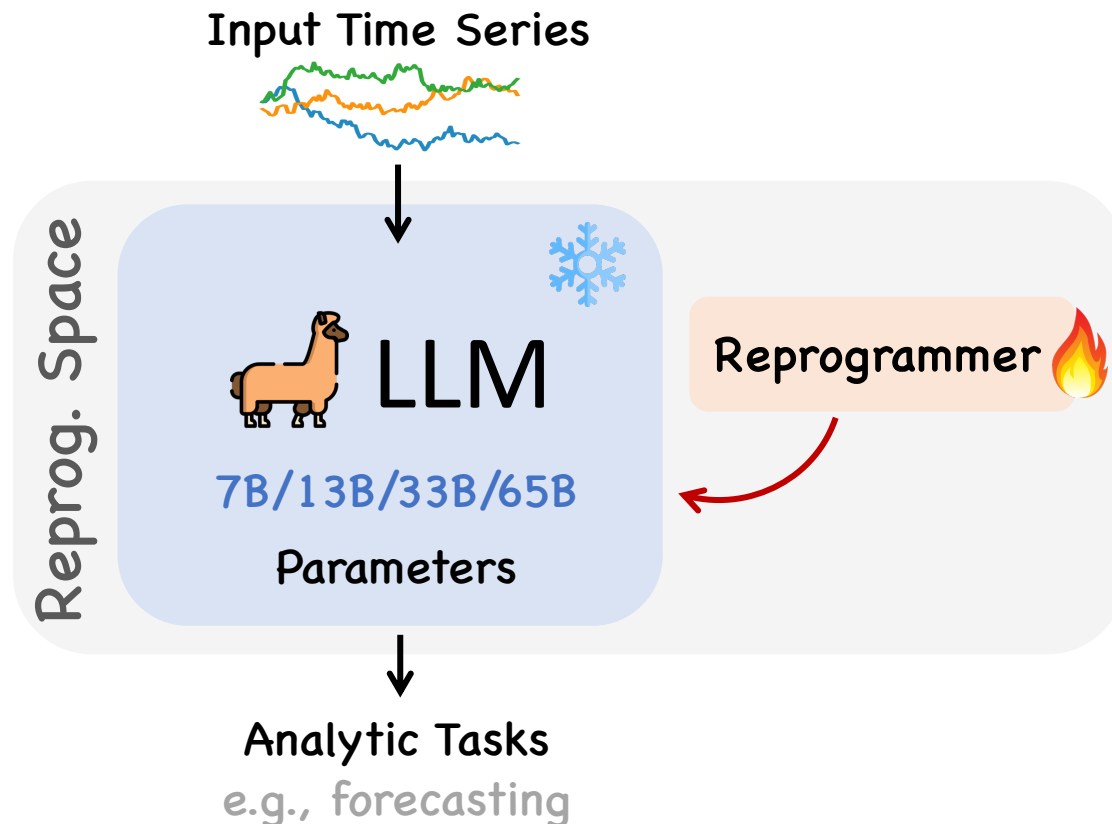 Input Time Series
Reprog. Space
LLM
7B/13B/33B/65B
Parameters
Reprogrammer
Analytic Tasks
e.g., forecasting